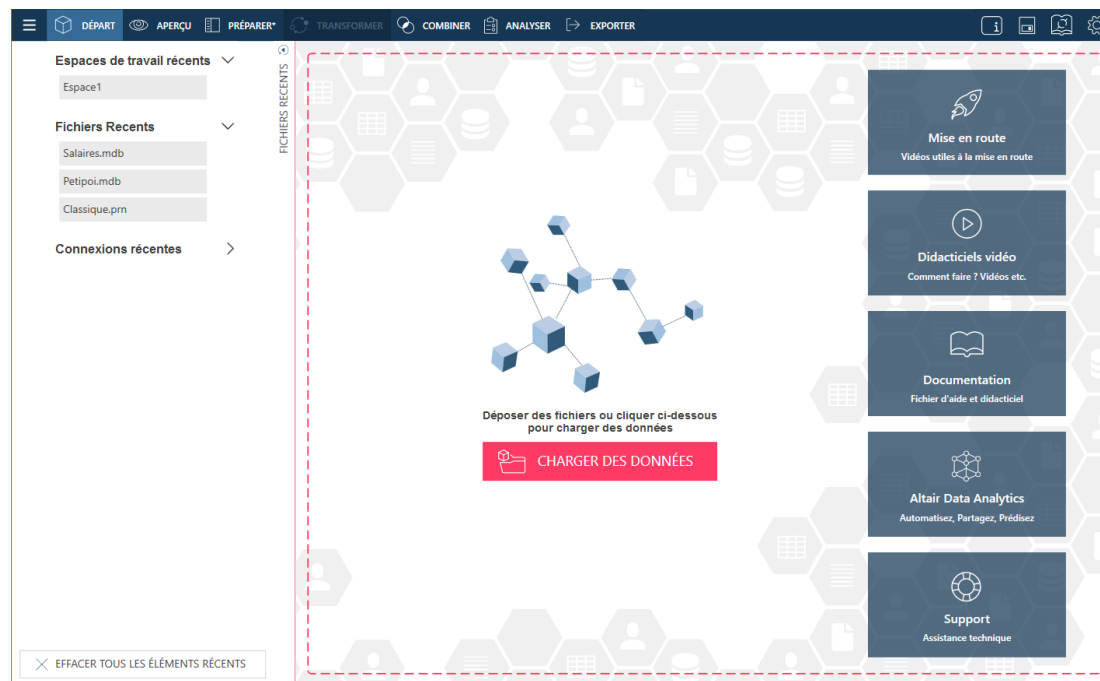 DÉPART
APERÇU
PRÉPARER*
TRANSFORMER
COMBINER
ANALYSER
EXPORTER
Espaces de travail récents
Espace1
Fichiers Recents
Salaires.mdb
Petipoi.mdb
Classique.prn
Connexions récentes
EFFACER TOUS LES ÉLÉMENTS RÉCENTS
FICHIERS RECENTS
Déposer des fichiers ou cliquer ci-dessous
pour charger des données
CHARGER DES DONNÉES
Mise en route
Vidéos utiles à la mise en route
Didacticiels vidéo
Comment faire ? Vidéos etc.
Documentation
Fichier d'aide et didacticiel
Altair Data Analytics
Automatisez, Partagez, Prédisez
Support
Assistance technique